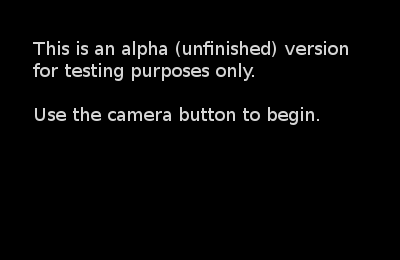 This is an alpha (unfinished) version
for testing purposes only.
Use the camera button to begin.